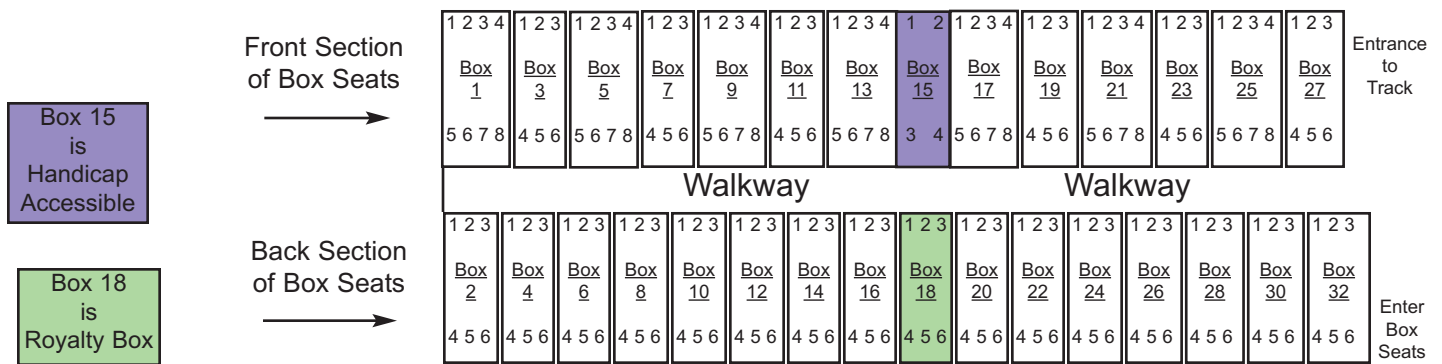 Box 15
is
Handicap
Accessible
Box 18
is
Royalty Box
Front Section
of Box Seats
1 2 3 4 1 2 3 1 2 3 4 1 2 3 1 2 3 4 1 2 3 1 2 3 4 1 2 1 2 3 4 1 2 3 1 2 3 4 1 2 3 1 2 3 4 1 2 3
Box Box Box Box Box Box Box Box Box Box Box Box Box Box
1 3 5 7 9 11 13 15 17 19 21 23 25 27
5 6 7 8 4 5 6 5 6 7 8 4 5 6 5 6 7 8 4 5 6 5 6 7 8 3 4 5 6 7 8 4 5 6 5 6 7 8 4 5 6 5 6 7 8 4 5 6
Entrance
to
Track
Walkway Walkway
Back Section
of Box Seats
1 2 3 1 2 3 1 2 3 1 2 3 1 2 3 1 2 3 1 2 3 1 2 3 1 2 3 1 2 3 1 2 3 1 2 3 1 2 3 1 2 3 1 2 3 1 2 3
Box Box Box Box Box Box Box Box Box Box Box Box Box Box Box Box
2 4 6 8 10 12 14 16 18 20 22 24 26 28 30 32
4 5 6 4 5 6 4 5 6 4 5 6 4 5 6 4 5 6 4 5 6 4 5 6 4 5 6 4 5 6 4 5 6 4 5 6 4 5 6 4 5 6 4 5 6 4 5 6
Enter
Box
Seats